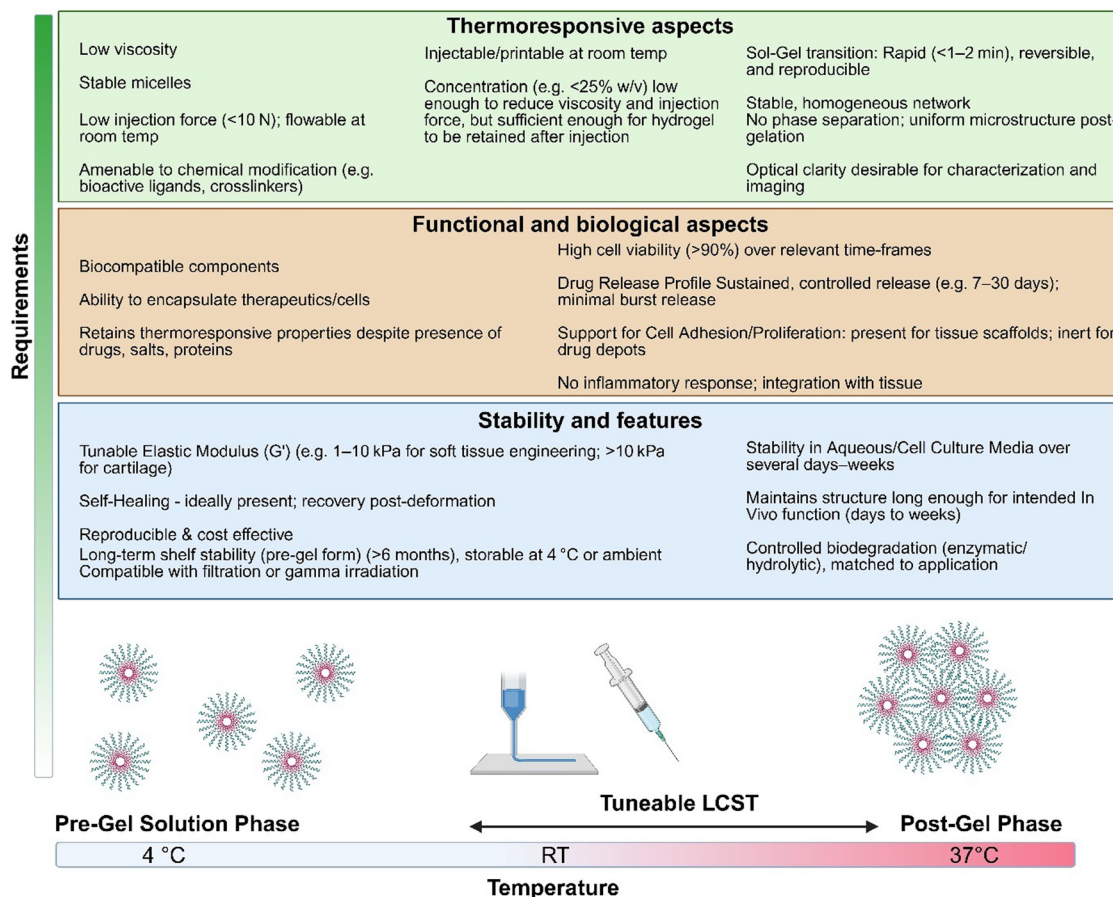 Requirements
Thermoresponsive aspects
Low viscosity
Stable micelles
Low injection force (<10 N); flowable at
room temp
Amenable to chemical modification (e.g.
bioactive ligands, crosslinkers)
Injectable/printable at room temp
Concentration (e.g. <25% w/v) low
enough to reduce viscosity and injection
force, but sufficient enough for hydrogel
to be retained after injection
Sol-Gel transition: Rapid (<1–2 min), reversible,
and reproducible
Stable, homogeneous network
No phase separation; uniform microstructure post-
gelation
Optical clarity desirable for characterization and
imaging
Functional and biological aspects
Biocompatible components
Ability to encapsulate therapeutics/cells
Retains thermoresponsive properties despite presence of
drugs, salts, proteins
High cell viability (>90%) over relevant time-frames
Drug Release Profile Sustained, controlled release (e.g. 7–30 days);
minimal burst release
Support for Cell Adhesion/Proliferation: present for tissue scaffolds; inert for
drug depots
No inflammatory response; integration with tissue
Stability and features
Tunable Elastic Modulus (G') (e.g. 1–10 kPa for soft tissue engineering; >10 kPa
for cartilage)
Self-Healing - ideally present; recovery post-deformation
Reproducible & cost effective
Long-term shelf stability (pre-gel form) (>6 months), storable at 4 °C or ambient
Compatible with filtration or gamma irradiation
Stability in Aqueous/Cell Culture Media over
several days–weeks
Maintains structure long enough for intended In
Vivo function (days to weeks)
Controlled biodegradation (enzymatic/
hydrolytic), matched to application
Tuneable LCST
Pre-Gel Solution Phase
Post-Gel Phase
4 °C
RT
37°C
Temperature